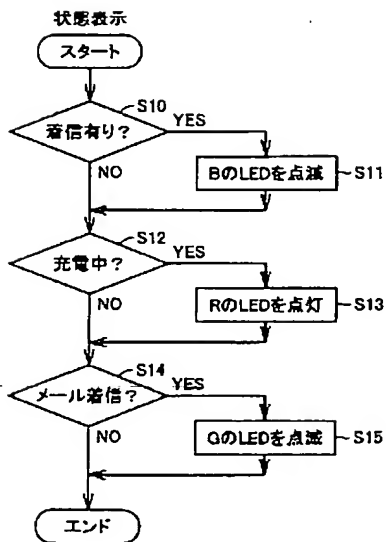 状態表示
スタート
S10
着信有り?
YES
NO
BのLEDを点滅
S11
S12
充電中?
YES
NO
RのLEDを点灯
S13
S14
メール着信?
YES
NO
GのLEDを点滅
S15
エンド